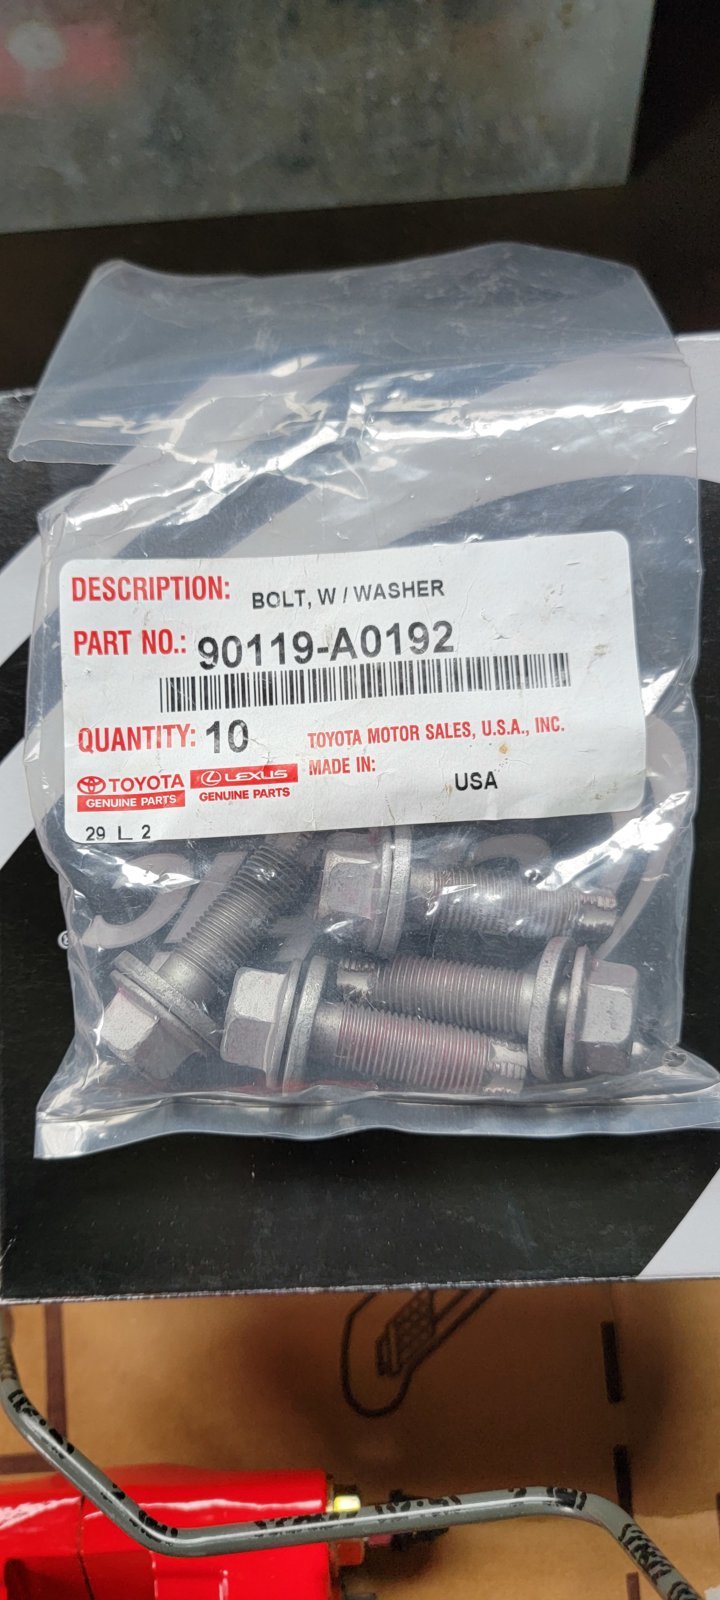 DESCRIPTION: BOLT, W / WASHER
PART NO.: 90119-A0192
QUANTITY: 10
TOYOTA MOTOR SALES, U.S.A., INC.
MADE IN: USA
TOYOTA
GENUINE PARTS
LEXUS
GENUINE PARTS
29 L 2